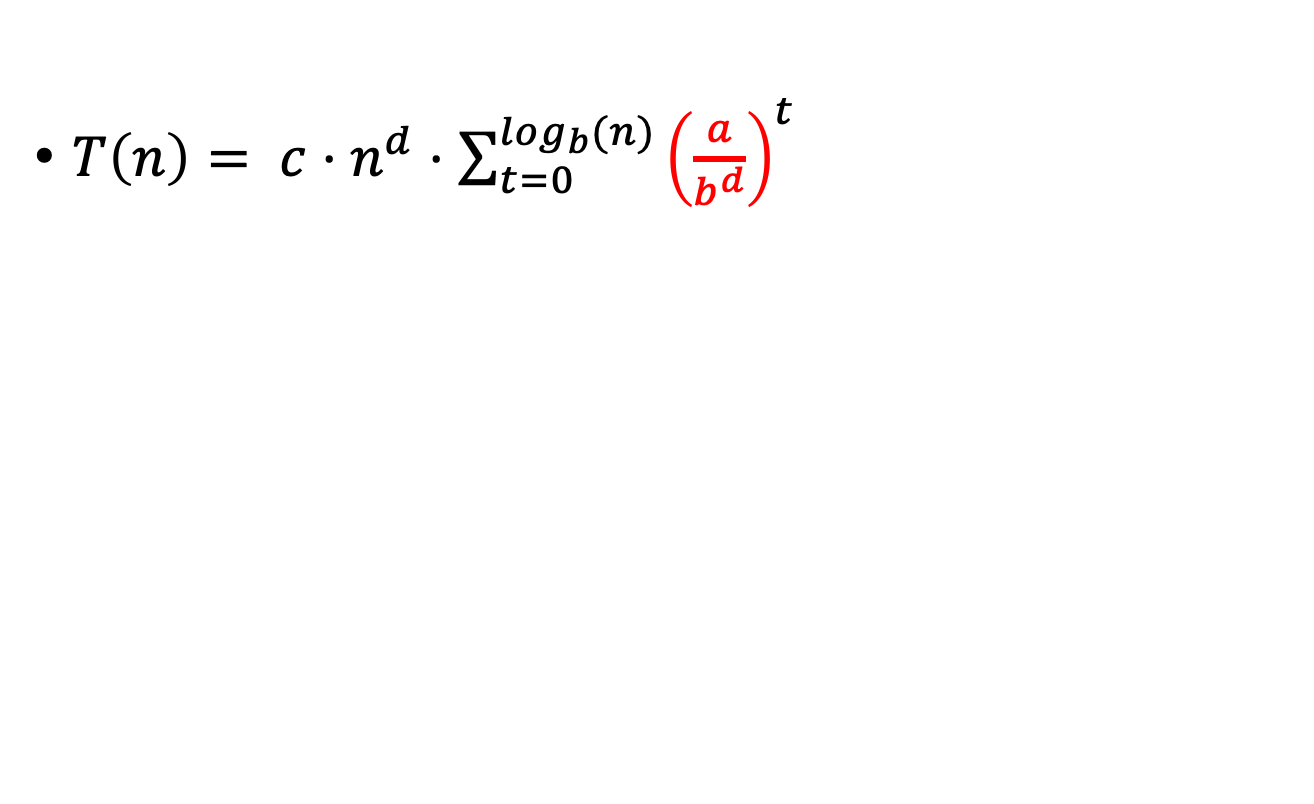 • T(n) = c ⋅ n^d ⋅ ∑_{t=0}^{log_b(n)} (a/b^d)^t